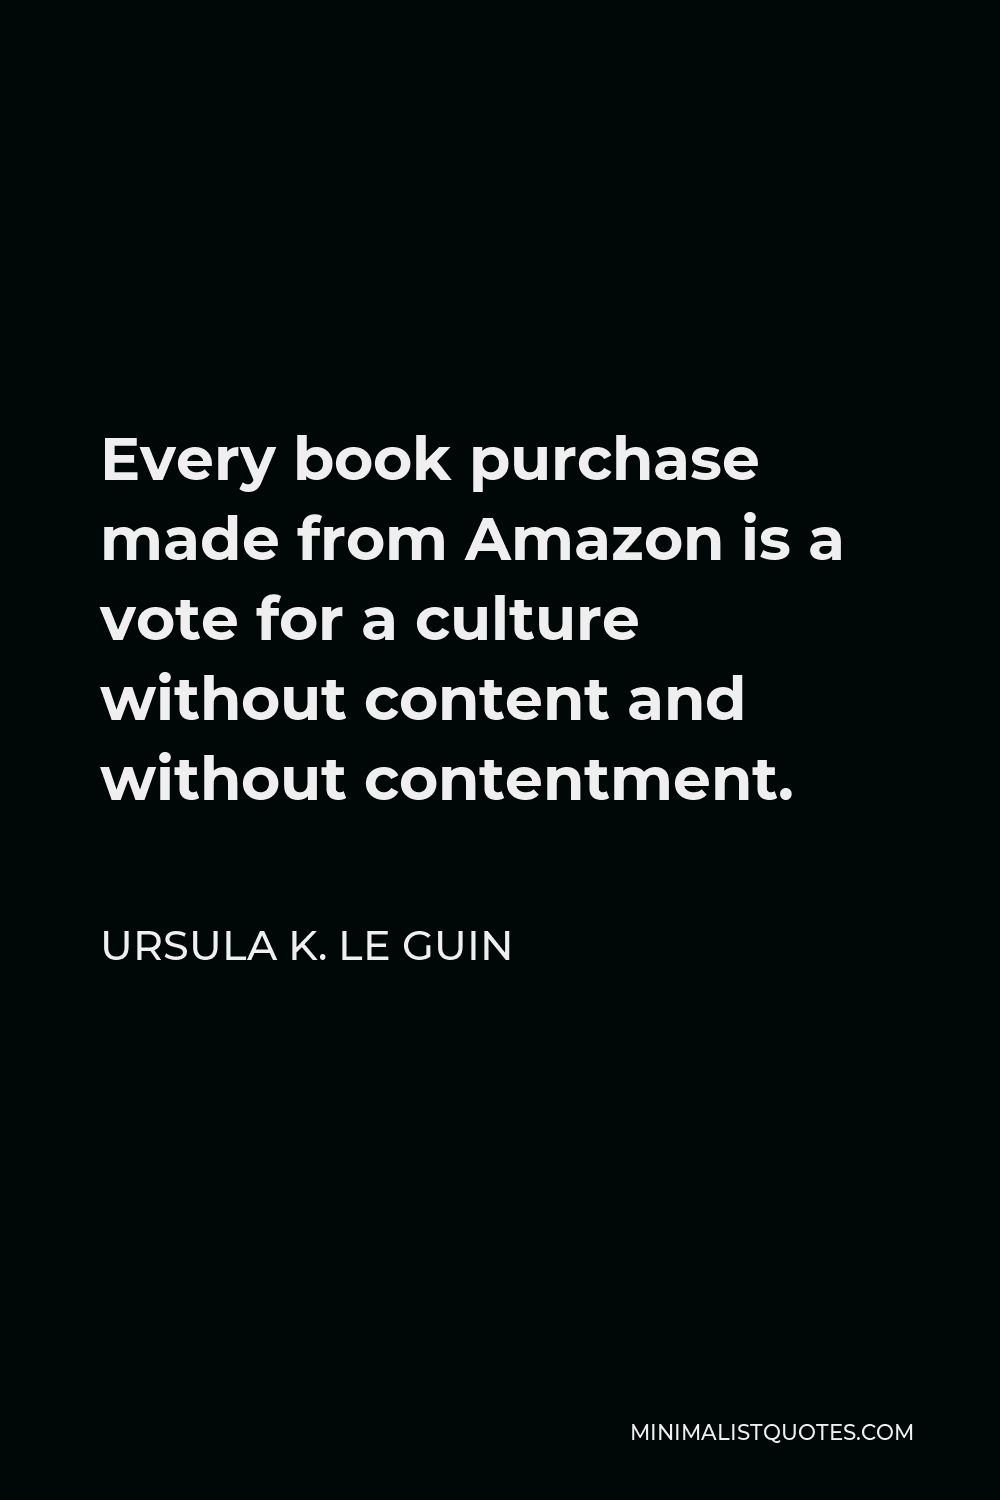 Every book purchase
made from Amazon is a
vote for a culture
without content and
without contentment.
URSULA K. LE GUIN
MINIMALISTQUOTES.COM